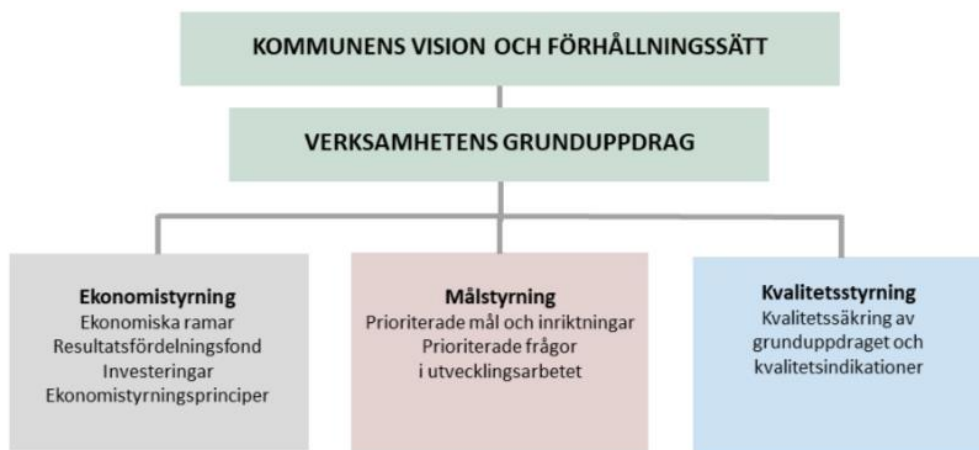 KOMMUNENS VISION OCH FÖRHÅLLNINGSSÄTT
VERKSAMHETENS GRUNDUPPDRAG
Ekonomistyrning
Ekonomiska ramar
Resultatsfördelningsfond
Investeringar
Ekonomistyrningsprinciper
Målstyrning
Prioriterade mål och inriktningar
Prioriterade frågor
i utvecklingsarbetet
Kvalitetsstyrning
Kvalitetssäkring av
grunduppdraget och
kvalitetsindikationer